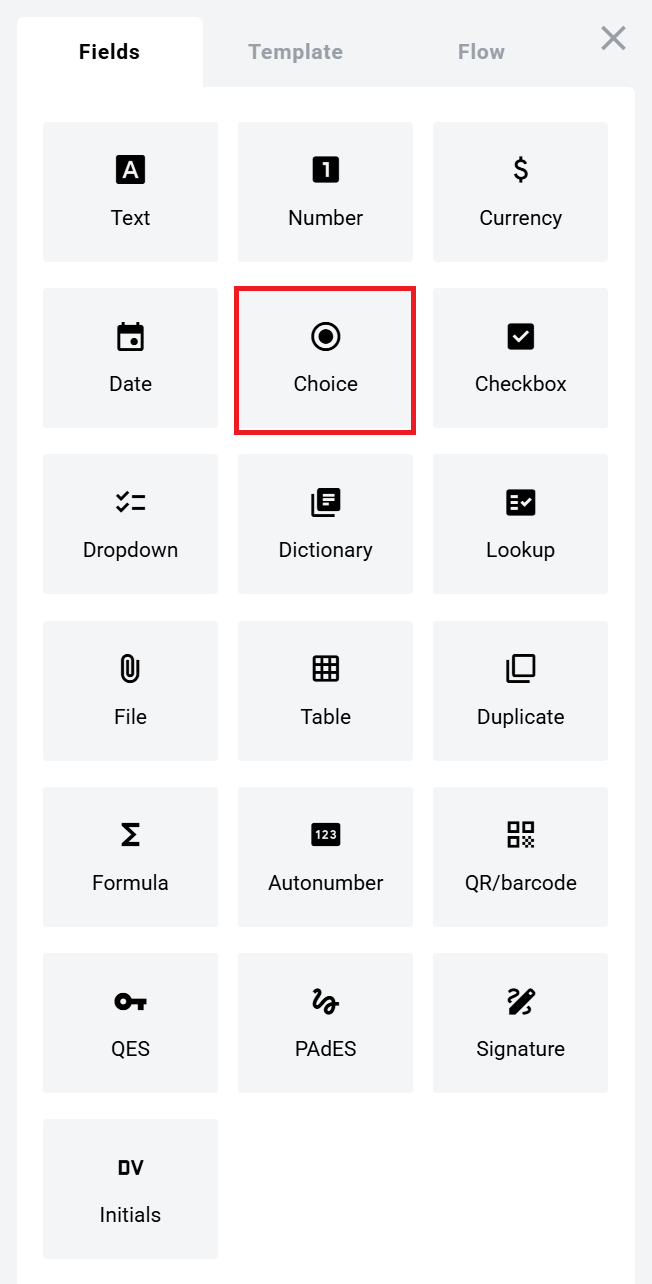 Fields Template Flow
A 1 $
Text Number Currency
Date Choice Checkbox
Dropdown Dictionary Lookup
File Table Duplicate
Σ 123
Formula Autonumber QR/barcode
QES PAdES Signature
DV
Initials